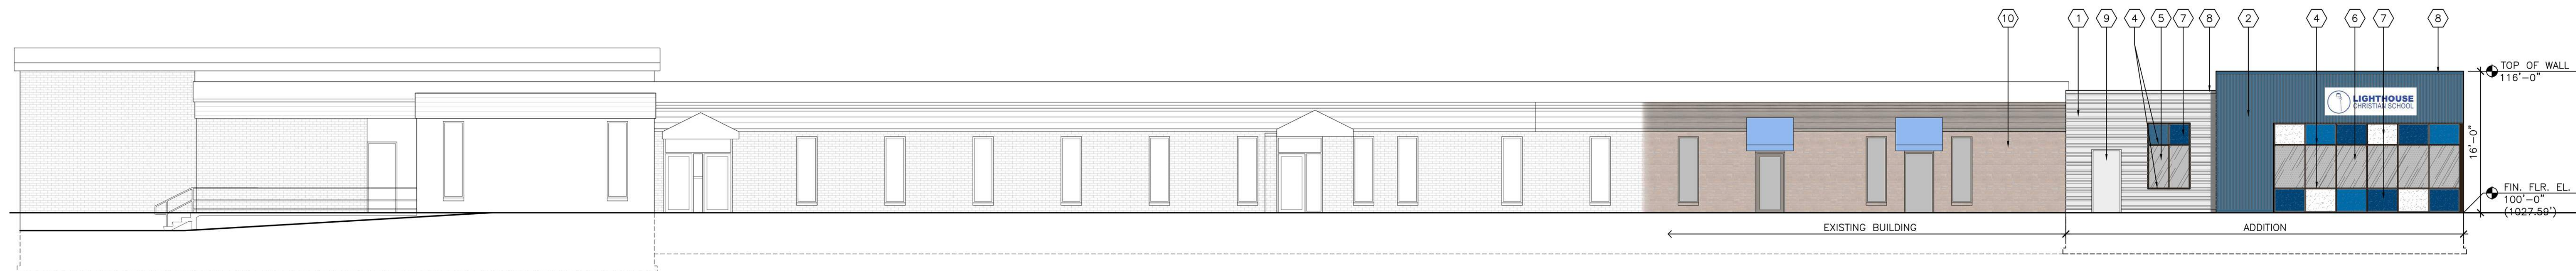 10
1
9
4
5
7
8
2
4
6
7
8
TOP OF WALL
116'-0"
LIGHTHOUSE
CHRISTIAN SCHOOL
16'-0"
FIN. FLR. EL.
100'-0"
(1027.59')
EXISTING BUILDING
ADDITION